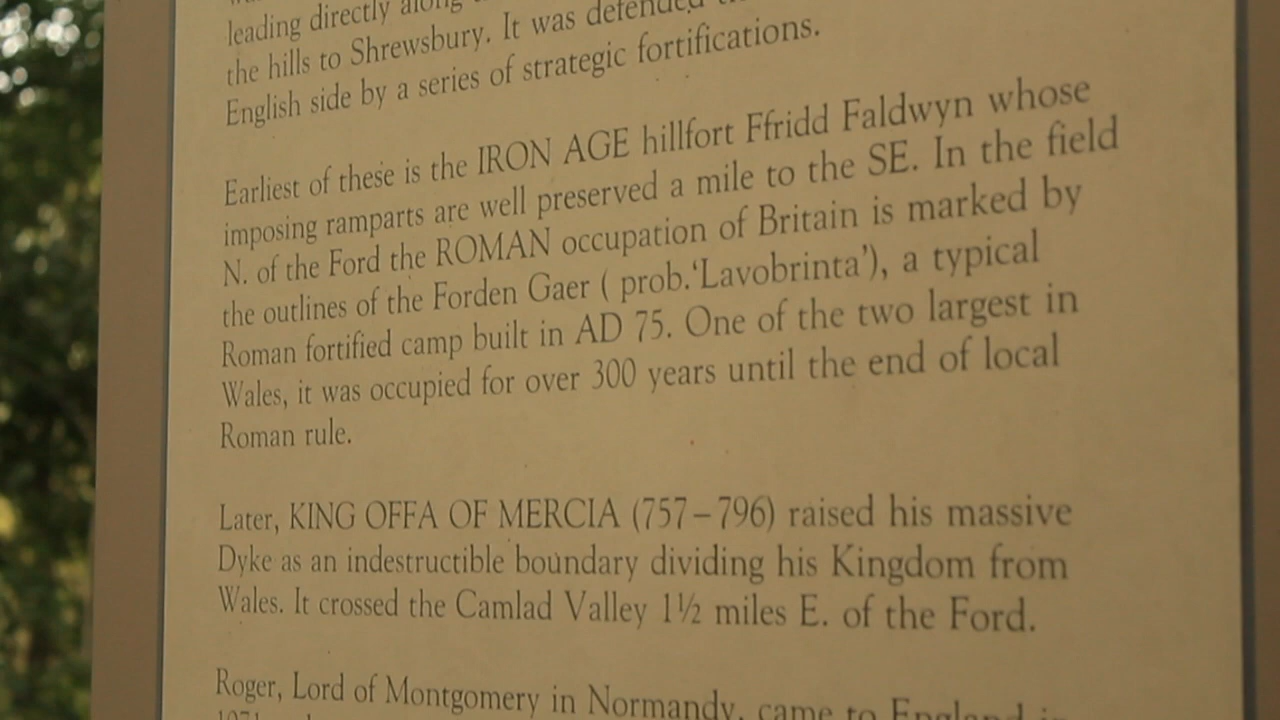 leading directly along
the hills to Shrewsbury. It was defended
English side by a series of strategic fortifications.
Earliest of these is the IRON AGE hillfort Ffridd Faldwyn whose
imposing ramparts are well preserved a mile to the SE. In the field
N. of the Ford the ROMAN occupation of Britain is marked by
the outlines of the Forden Gaer ( prob.'Lavobrinta'), a typical
Roman fortified camp built in AD 75. One of the two largest in
Wales, it was occupied for over 300 years until the end of local
Roman rule.
Later, KING OFFA OF MERCIA (757–796) raised his massive
Dyke as an indestructible boundary dividing his Kingdom from
Wales. It crossed the Camlad Valley 1½ miles E. of the Ford.
Roger, Lord of Montgomery in Normandy, came to England in